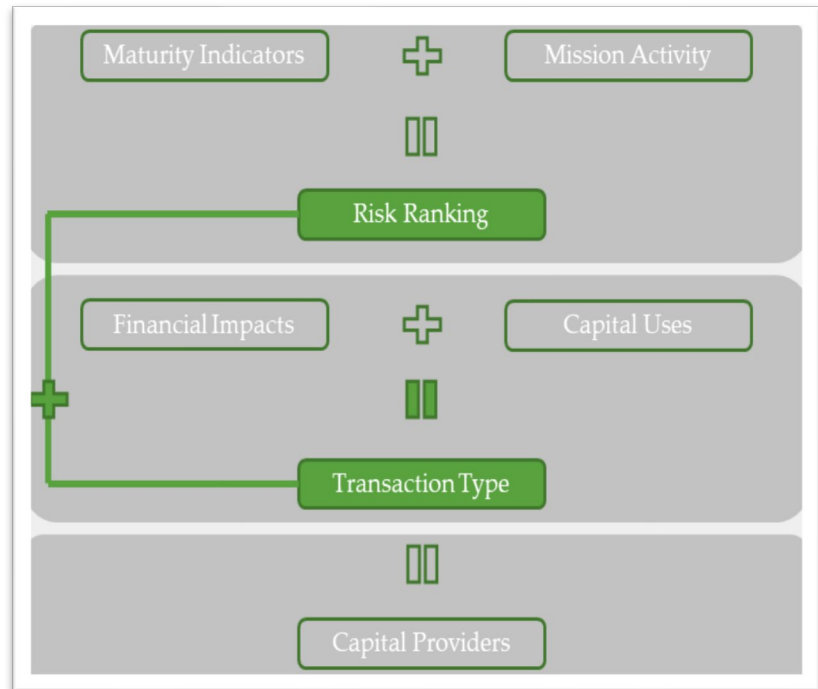 Maturity Indicators
Mission Activity
Risk Ranking
Financial Impacts
Capital Uses
Transaction Type
Capital Providers